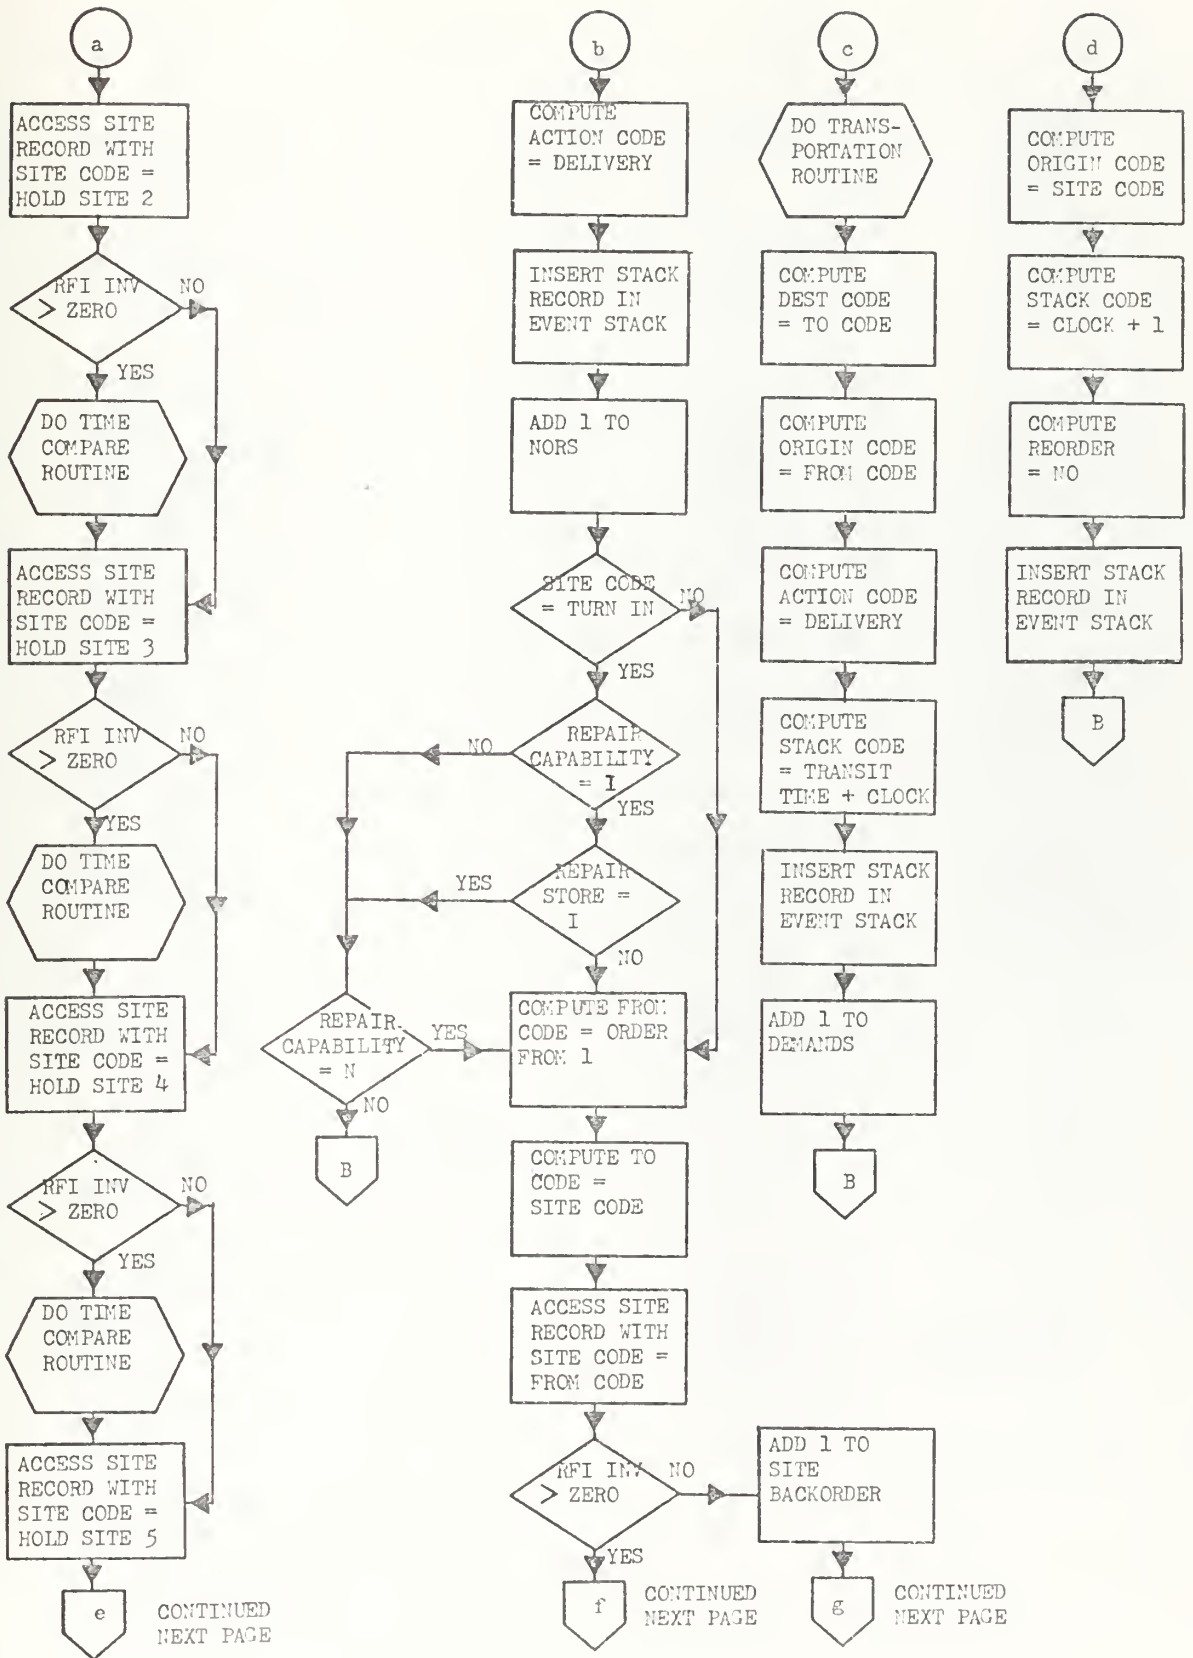 a
ACCESS SITE
RECORD WITH
SITE CODE =
HOLD SITE 2
RFI INV
> ZERO
NO
YES
DO TIME
COMPARE
ROUTINE
ACCESS SITE
RECORD WITH
SITE CODE =
HOLD SITE 3
RFI INV
> ZERO
NO
YES
DO TIME
COMPARE
ROUTINE
ACCESS SITE
RECORD WITH
SITE CODE =
HOLD SITE 4
RFI INV
> ZERO
NO
YES
DO TIME
COMPARE
ROUTINE
ACCESS SITE
RECORD WITH
SITE CODE =
HOLD SITE 5
e
CONTINUED
NEXT PAGE
b
COMPUTE
ACTION CODE
= DELIVERY
INSERT STACK
RECORD IN
EVENT STACK
ADD 1 TO
NORS
SITE CODE
= TURN IN
NO
YES
REPAIR
CAPABILITY
= I
NO
YES
REPAIR
STORE =
I
YES
NO
REPAIR
CAPABILITY
= N
YES
NO
B
COMPUTE FROM
CODE = ORDER
FROM 1
COMPUTE TO
CODE =
SITE CODE
ACCESS SITE
RECORD WITH
SITE CODE =
FROM CODE
RFI INV
> ZERO
NO
YES
f
CONTINUED
NEXT PAGE
ADD 1 TO
SITE
BACKORDER
g
CONTINUED
NEXT PAGE
c
DO TRANS-
PORTATION
ROUTINE
COMPUTE
DEST CODE
= TO CODE
COMPUTE
ORIGIN CODE
= FROM CODE
COMPUTE
ACTION CODE
= DELIVERY
COMPUTE
STACK CODE
= TRANSIT
TIME + CLOCK
INSERT STACK
RECORD IN
EVENT STACK
ADD 1 TO
DEMANDS
B
d
COMPUTE
ORIGIN CODE
= SITE CODE
COMPUTE
STACK CODE
= CLOCK + 1
COMPUTE
REORDER
= NO
INSERT STACK
RECORD IN
EVENT STACK
B